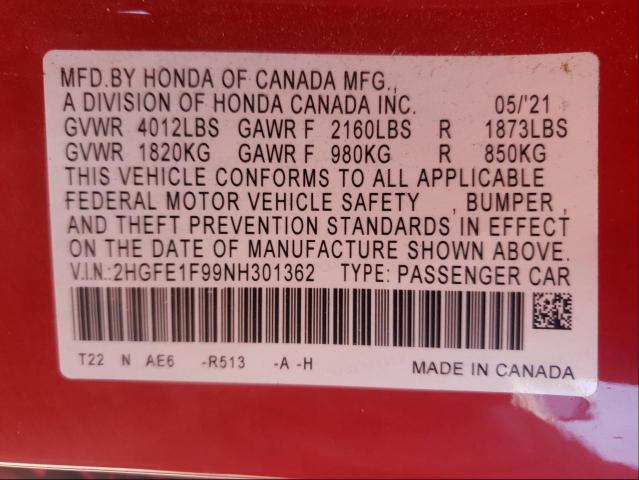 MFD.BY HONDA OF CANADA MFG.,
A DIVISION OF HONDA CANADA INC. 05/'21
GVWR 4012LBS GAWR F 2160LBS R 1873LBS
GVWR 1820KG GAWR F 980KG R 850KG
THIS VEHICLE CONFORMS TO ALL APPLICABLE
FEDERAL MOTOR VEHICLE SAFETY , BUMPER ,
AND THEFT PREVENTION STANDARDS IN EFFECT
ON THE DATE OF MANUFACTURE SHOWN ABOVE.
V.I.N.:2HGFE1F99NH301362 TYPE: PASSENGER CAR
T22 N AE6 -R513 -A -H MADE IN CANADA